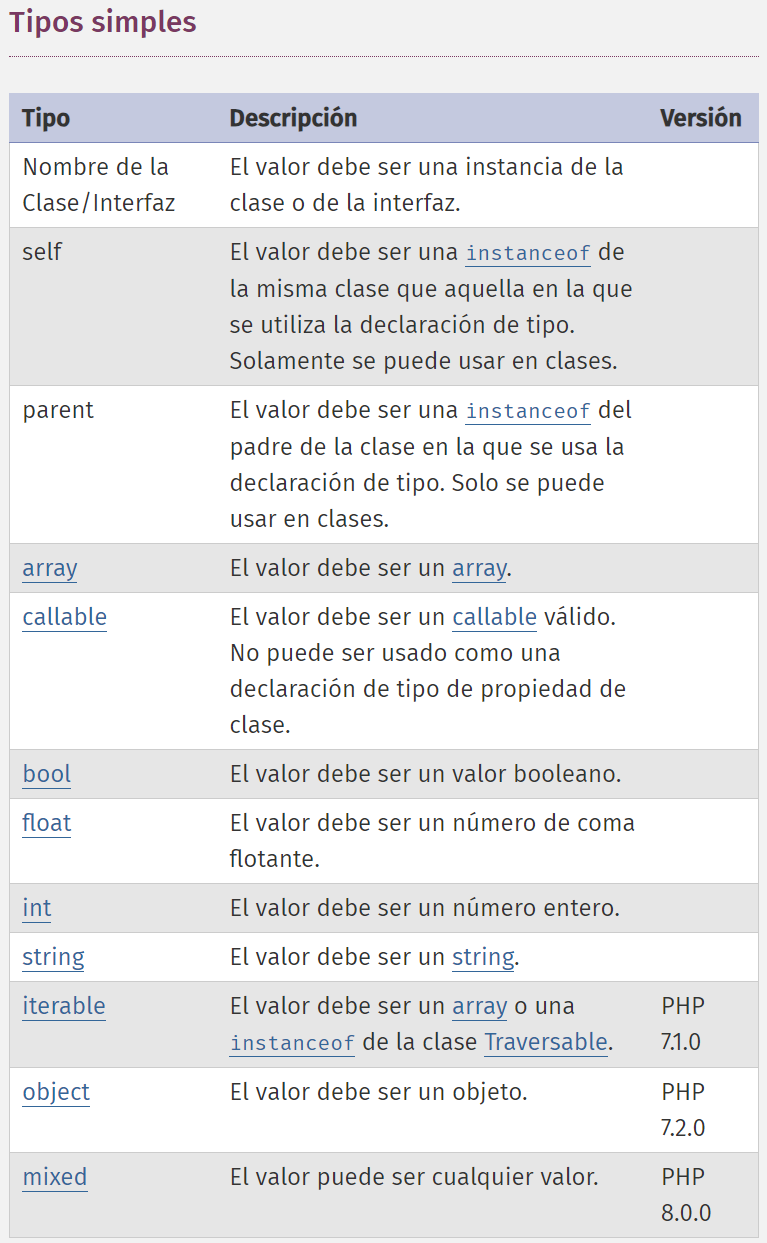 Tipos simples
Tipo Descripción Versión
Nombre de la El valor debe ser una instancia de la
Clase/Interfaz clase o de la interfaz.
self El valor debe ser una instanceof de
la misma clase que aquella en la que
se utiliza la declaración de tipo.
Solamente se puede usar en clases.
parent El valor debe ser una instanceof del
padre de la clase en la que se usa la
declaración de tipo. Solo se puede
usar en clases.
array El valor debe ser un array.
callable El valor debe ser un callable válido.
No puede ser usado como una
declaración de tipo de propiedad de
clase.
bool El valor debe ser un valor booleano.
float El valor debe ser un número de coma
flotante.
int El valor debe ser un número entero.
string El valor debe ser un string.
iterable El valor debe ser un array o una PHP
instanceof de la clase Traversable. 7.1.0
object El valor debe ser un objeto. PHP
7.2.0
mixed El valor puede ser cualquier valor. PHP
8.0.0